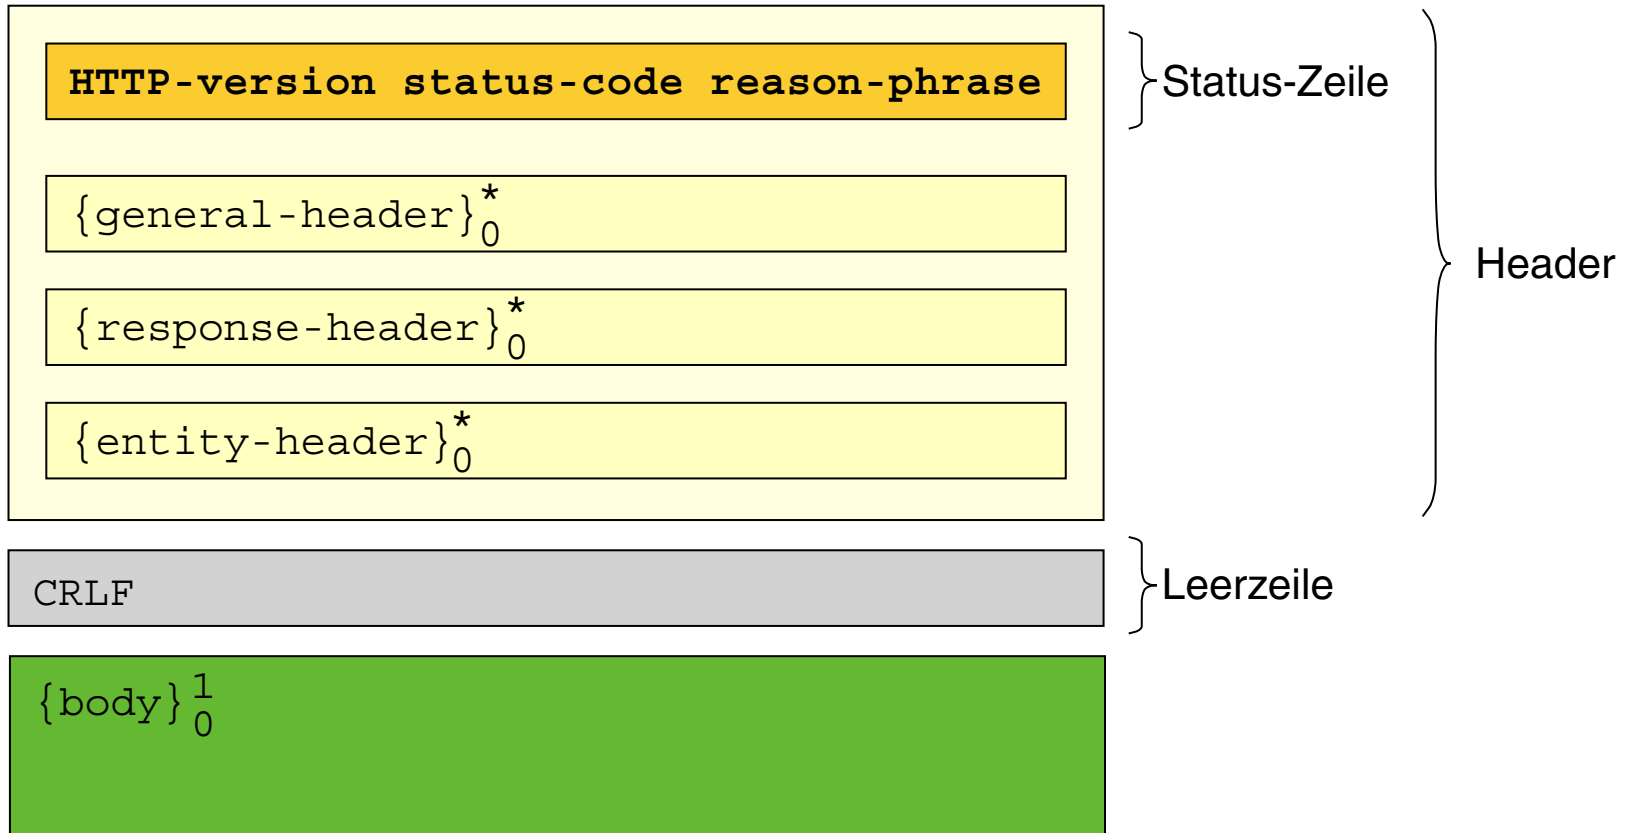 HTTP-version status-code reason-phrase
Status-Zeile
{general-header}*0
Header
{response-header}*0
{entity-header}*0
CRLF
Leerzeile
{body}10